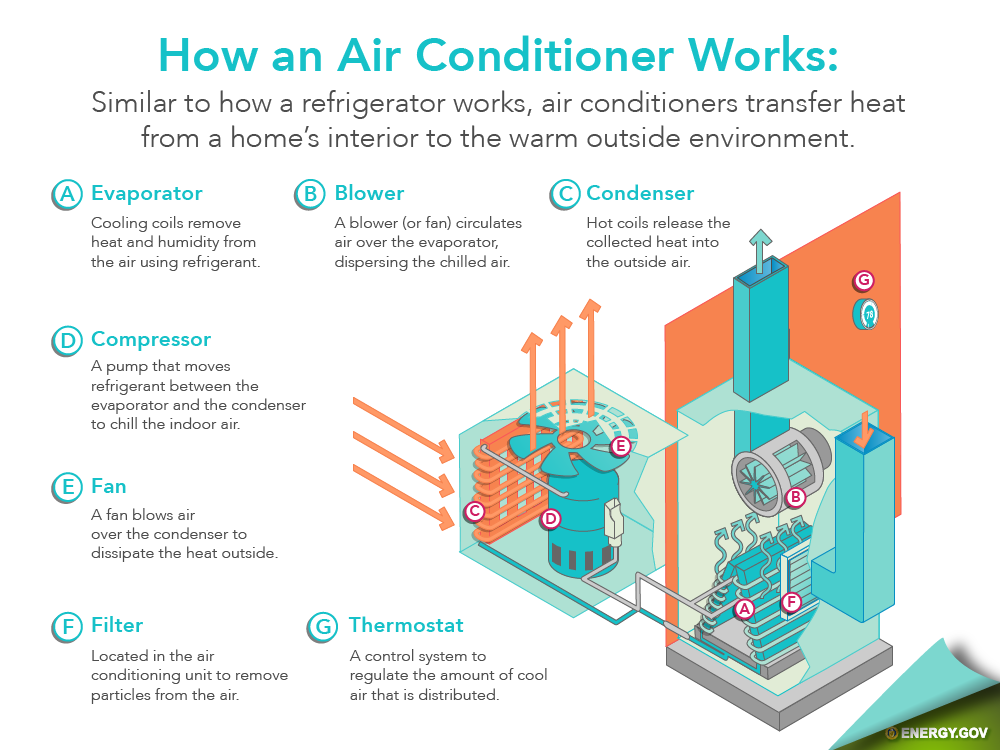 How an Air Conditioner Works:
Similar to how a refrigerator works, air conditioners transfer heat
from a home's interior to the warm outside environment.
A Evaporator
Cooling coils remove
heat and humidity from
the air using refrigerant.
B Blower
A blower (or fan) circulates
air over the evaporator,
dispersing the chilled air.
C Condenser
Hot coils release the
collected heat into
the outside air.
D Compressor
A pump that moves
refrigerant between the
evaporator and the condenser
to chill the indoor air.
E Fan
A fan blows air
over the condenser to
dissipate the heat outside.
F Filter
Located in the air
conditioning unit to remove
particles from the air.
G Thermostat
A control system to
regulate the amount of cool
air that is distributed.
G
78
E
B
C
D
A
F
ENERGY.GOV